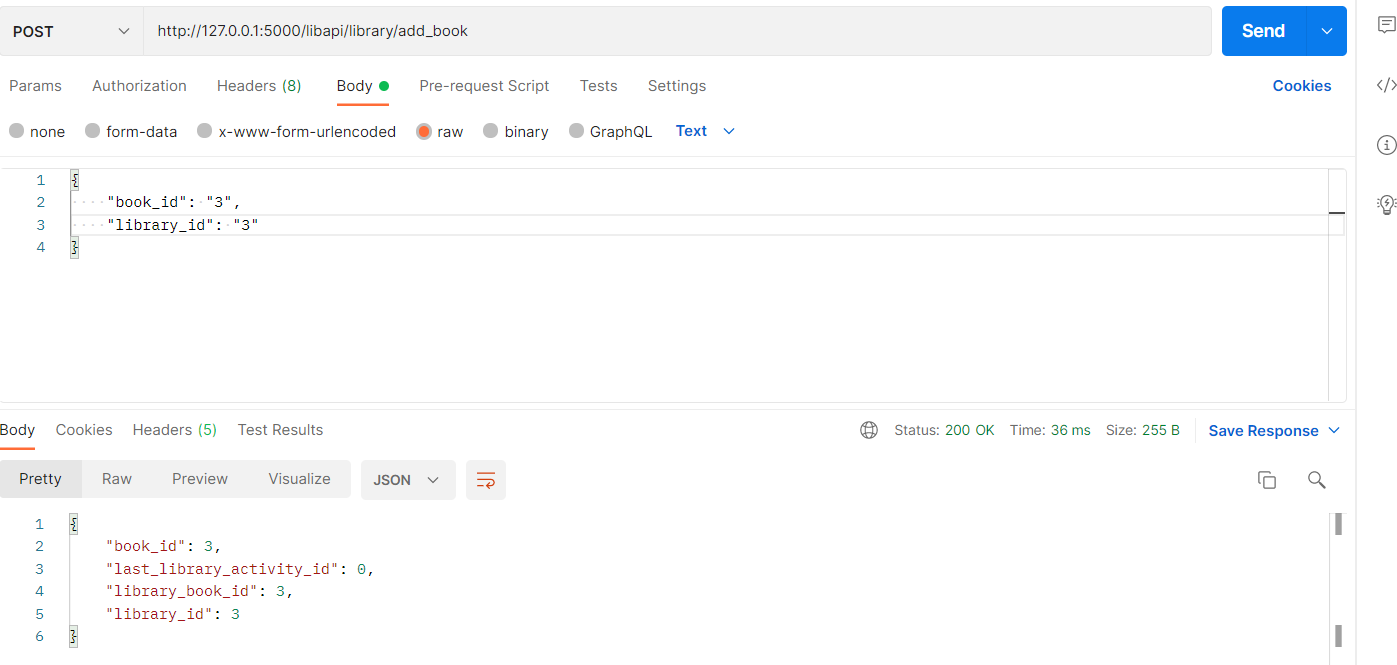 POST http://127.0.0.1:5000/libapi/library/add_book Send
Params Authorization Headers (8) Body Pre-request Script Tests Settings Cookies
none form-data x-www-form-urlencoded raw binary GraphQL Text
1 {
2 "book_id": "3",
3 "library_id": "3"
4 }
Body Cookies Headers (5) Test Results Status: 200 OK Time: 36 ms Size: 255 B Save Response
Pretty Raw Preview Visualize JSON
1 {
2 "book_id": 3,
3 "last_library_activity_id": 0,
4 "library_book_id": 3,
5 "library_id": 3
6 }